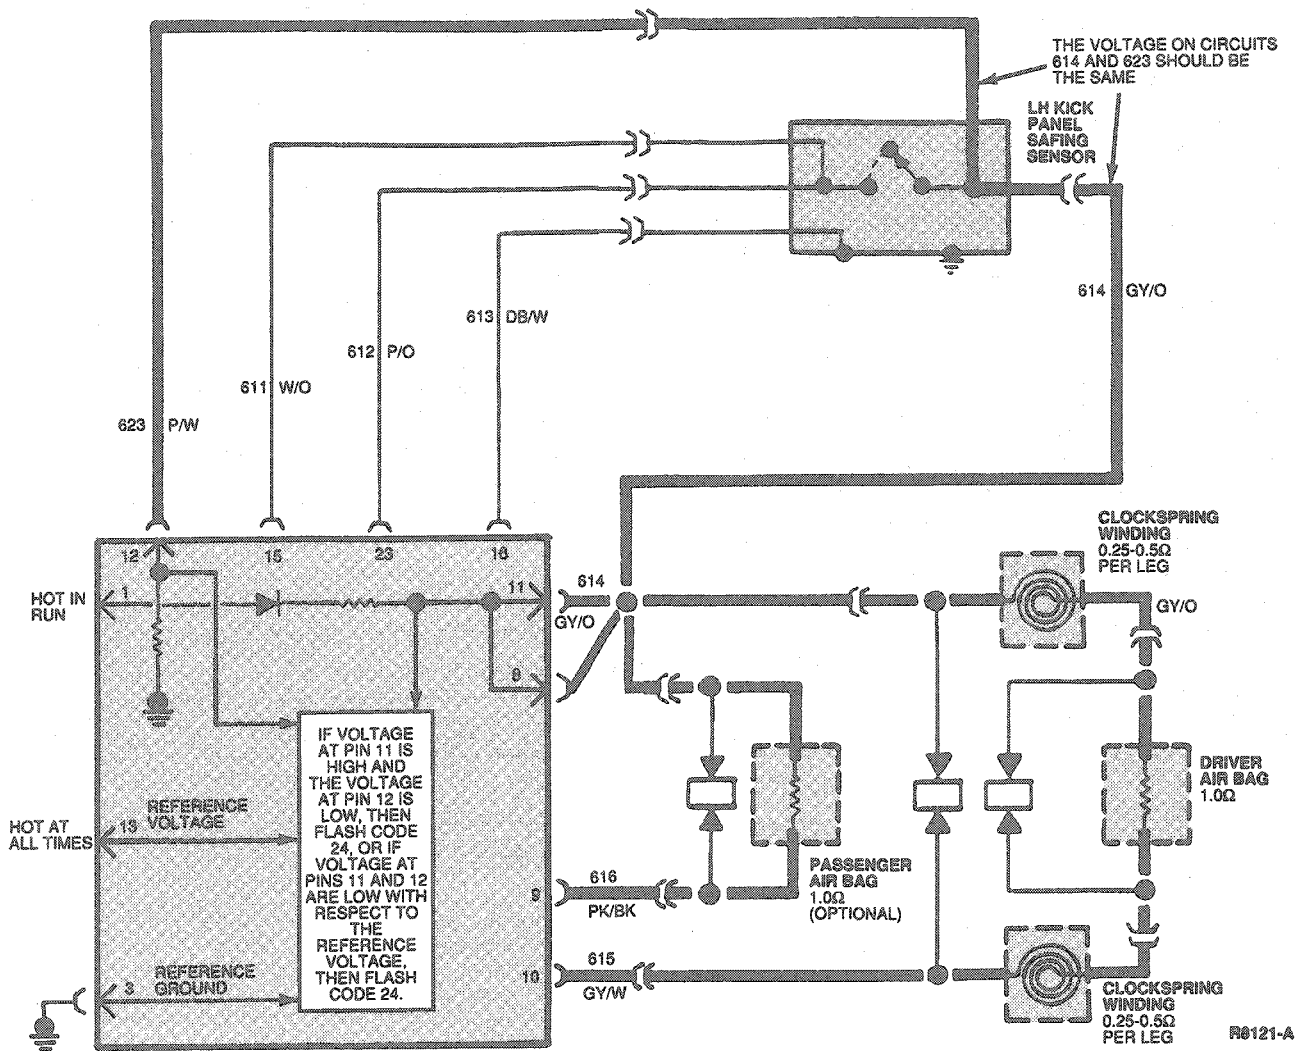 THE VOLTAGE ON CIRCUITS
614 AND 623 SHOULD BE
THE SAME
LH KICK
PANEL
SAFING
SENSOR
614 GY/O
613 DB/W
612 P/O
611 W/O
623 P/W
12
15
23
16
HOT IN
RUN
1
11
614
GY/O
8
CLOCKSPRING
WINDING
0.25-0.5Ω
PER LEG
GY/O
IF VOLTAGE
AT PIN 11 IS
HIGH AND
THE VOLTAGE
AT PIN 12 IS
LOW, THEN
FLASH CODE
24, OR IF
VOLTAGE AT
PINS 11 AND 12
ARE LOW WITH
RESPECT TO
THE
REFERENCE
VOLTAGE,
THEN FLASH
CODE 24.
HOT AT
ALL TIMES
13
REFERENCE
VOLTAGE
DRIVER
AIR BAG
1.0Ω
PASSENGER
AIR BAG
1.0Ω
(OPTIONAL)
9
616
PK/BK
10
615
GY/W
3
REFERENCE
GROUND
CLOCKSPRING
WINDING
0.25-0.5Ω
PER LEG
R8121-A